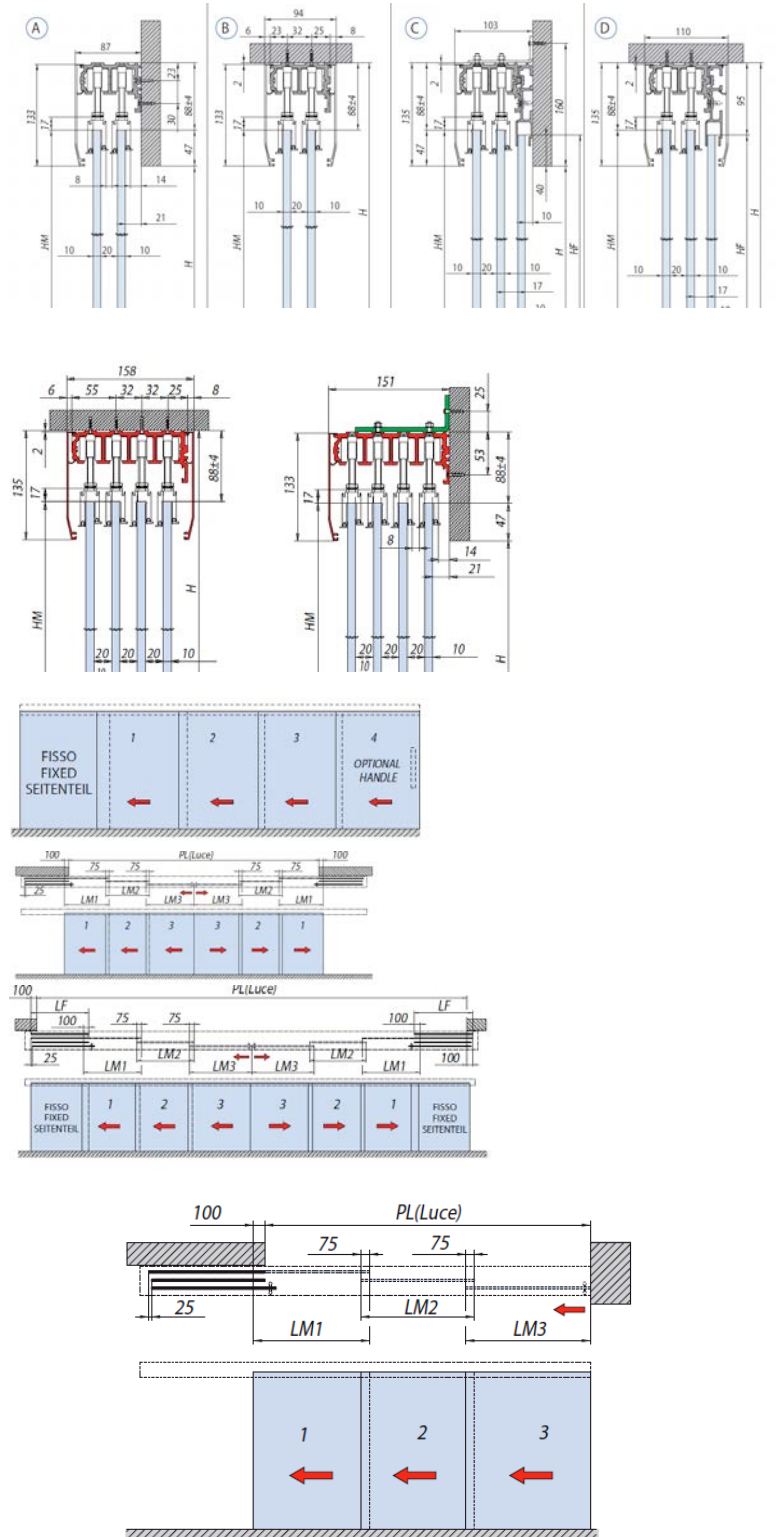 A
87
23
133
17
88±4
30
47
8
14
21
10
20
10
HM
H
B
94
6
23
32
25
8
2
133
17
88±4
10
20
10
HM
H
C
103
2
135
17
88±4
47
160
40
10
10
20
10
17
HM
H
HF
D
110
2
135
17
88±4
95
10
20
10
17
HM
HF
H
158
6
55
32
32
25
8
2
135
17
88±4
HM
H
20
20
20
10
151
25
53
133
17
88±4
47
8
14
21
HM
H
20
20
20
10
10
FISSO
FIXED
SEITENTEIL
1
2
3
4
OPTIONAL
HANDLE
100
75
75
PL(Luce)
75
75
100
25
LM1
LM2
LM3
LM3
LM2
LM1
1
2
3
3
2
1
100
PL(Luce)
LF
100
75
75
100
LF
25
LM1
LM2
LM3
LM3
LM2
LM1
100
FISSO
FIXED
SEITENTEIL
1
2
3
3
2
1
FISSO
FIXED
SEITENTEIL
100
PL(Luce)
75
75
25
LM1
LM2
LM3
1
2
3